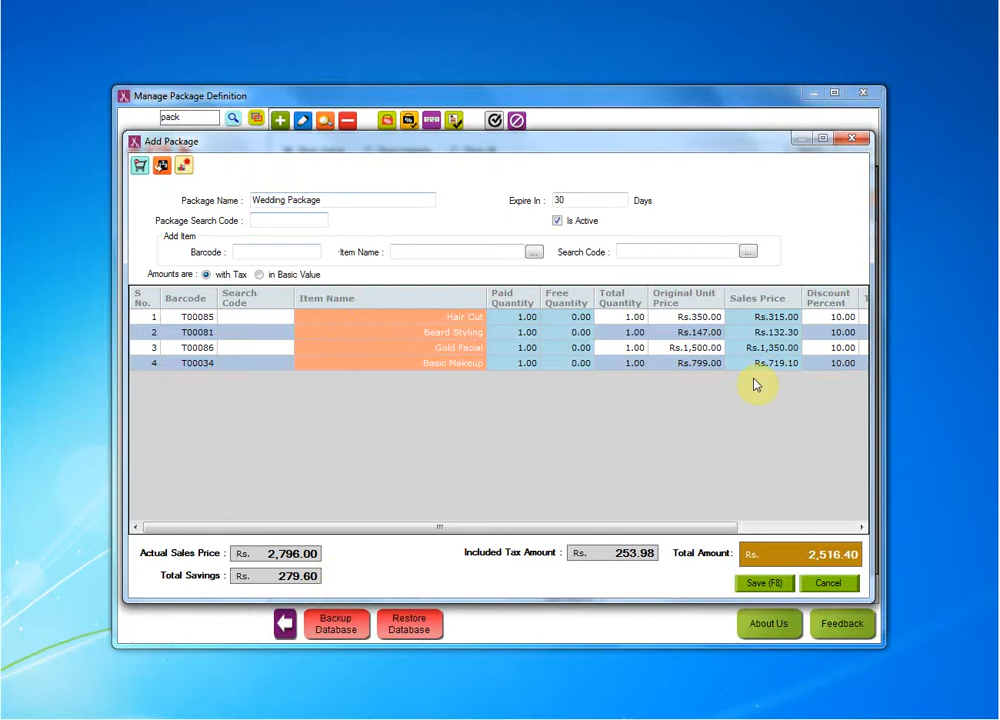 Manage Package Definition
pack
Add Package
Package Name : Wedding Package Expire In : 30 Days
Package Search Code : Is Active
Add Item
Barcode : Item Name : ... Search Code : ...
Amounts are : with Tax in Basic Value
S No. Barcode Search Code Item Name Paid Quantity Free Quantity Total Quantity Original Unit Price Sales Price Discount Percent T
1 T00085 Hair Cut 1.00 0.00 1.00 Rs.350.00 Rs.315.00 10.00
2 T00081 Beard Styling 1.00 0.00 1.00 Rs.147.00 Rs.132.30 10.00
3 T00086 Gold Facial 1.00 0.00 1.00 Rs.1,500.00 Rs.1,350.00 10.00
4 T00034 Basic Makeup 1.00 0.00 1.00 Rs.799.00 Rs.719.10 10.00
Actual Sales Price : Rs. 2,796.00 Included Tax Amount : Rs. 253.98 Total Amount: Rs. 2,516.40
Total Savings : Rs. 279.60
Save (F8) Cancel
Backup Database Restore Database About Us Feedback